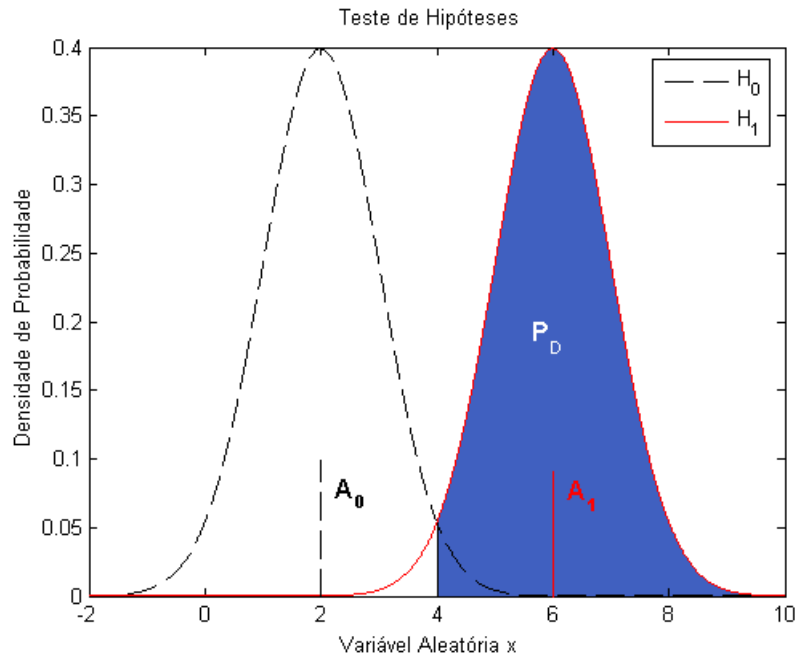 Teste de Hipóteses
Densidade de Probabilidade
0.4
0.35
0.3
0.25
0.2
0.15
0.1
0.05
0
H₀
H₁
P_D
A₀
A₁
-2
0
2
4
6
8
10
Variável Aleatória x